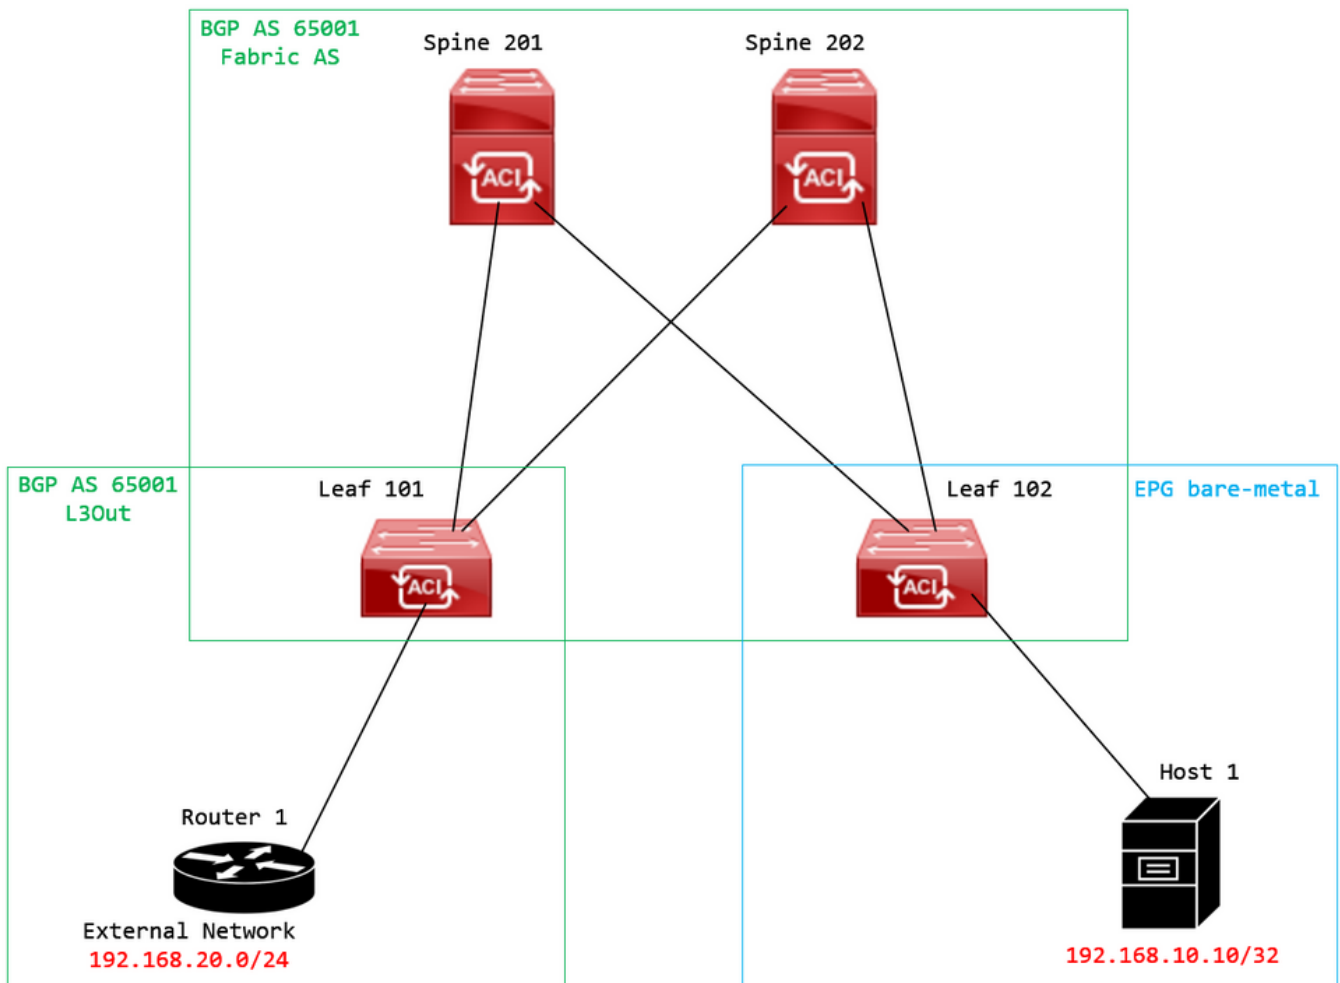 BGP AS 65001
Fabric AS
Spine 201
Spine 202
ACI
ACI
BGP AS 65001
L3Out
Leaf 101
Leaf 102
EPG bare-metal
ACI
ACI
Host 1
Router 1
External Network
192.168.20.0/24
192.168.10.10/32